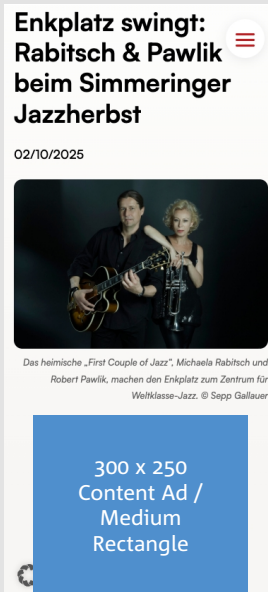 Enkplatz swingt:
Rabitsch & Pawlik
beim Simmeringer
Jazzherbst
02/10/2025
Das heimische „First Couple of Jazz“, Michaela Rabitsch und
Robert Pawlik, machen den Enkplatz zum Zentrum für
Weltklasse-Jazz. © Sepp Gallauer
300 x 250
Content Ad /
Medium
Rectangle